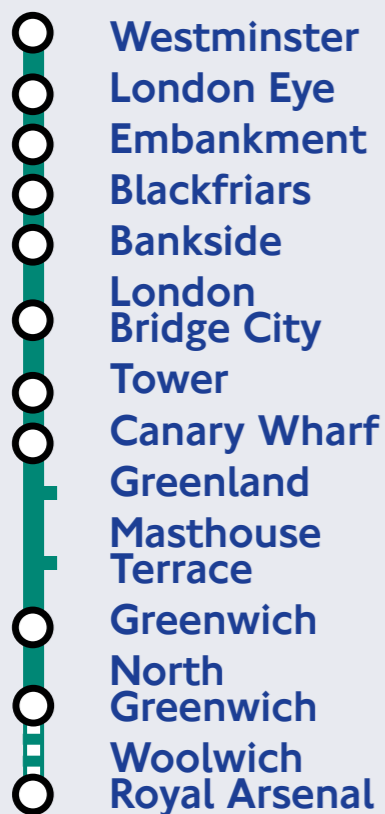 Westminster
London Eye
Embankment
Blackfriars
Bankside
London
Bridge City
Tower
Canary Wharf
Greenland
Masthouse
Terrace
Greenwich
North
Greenwich
Woolwich
Royal Arsenal